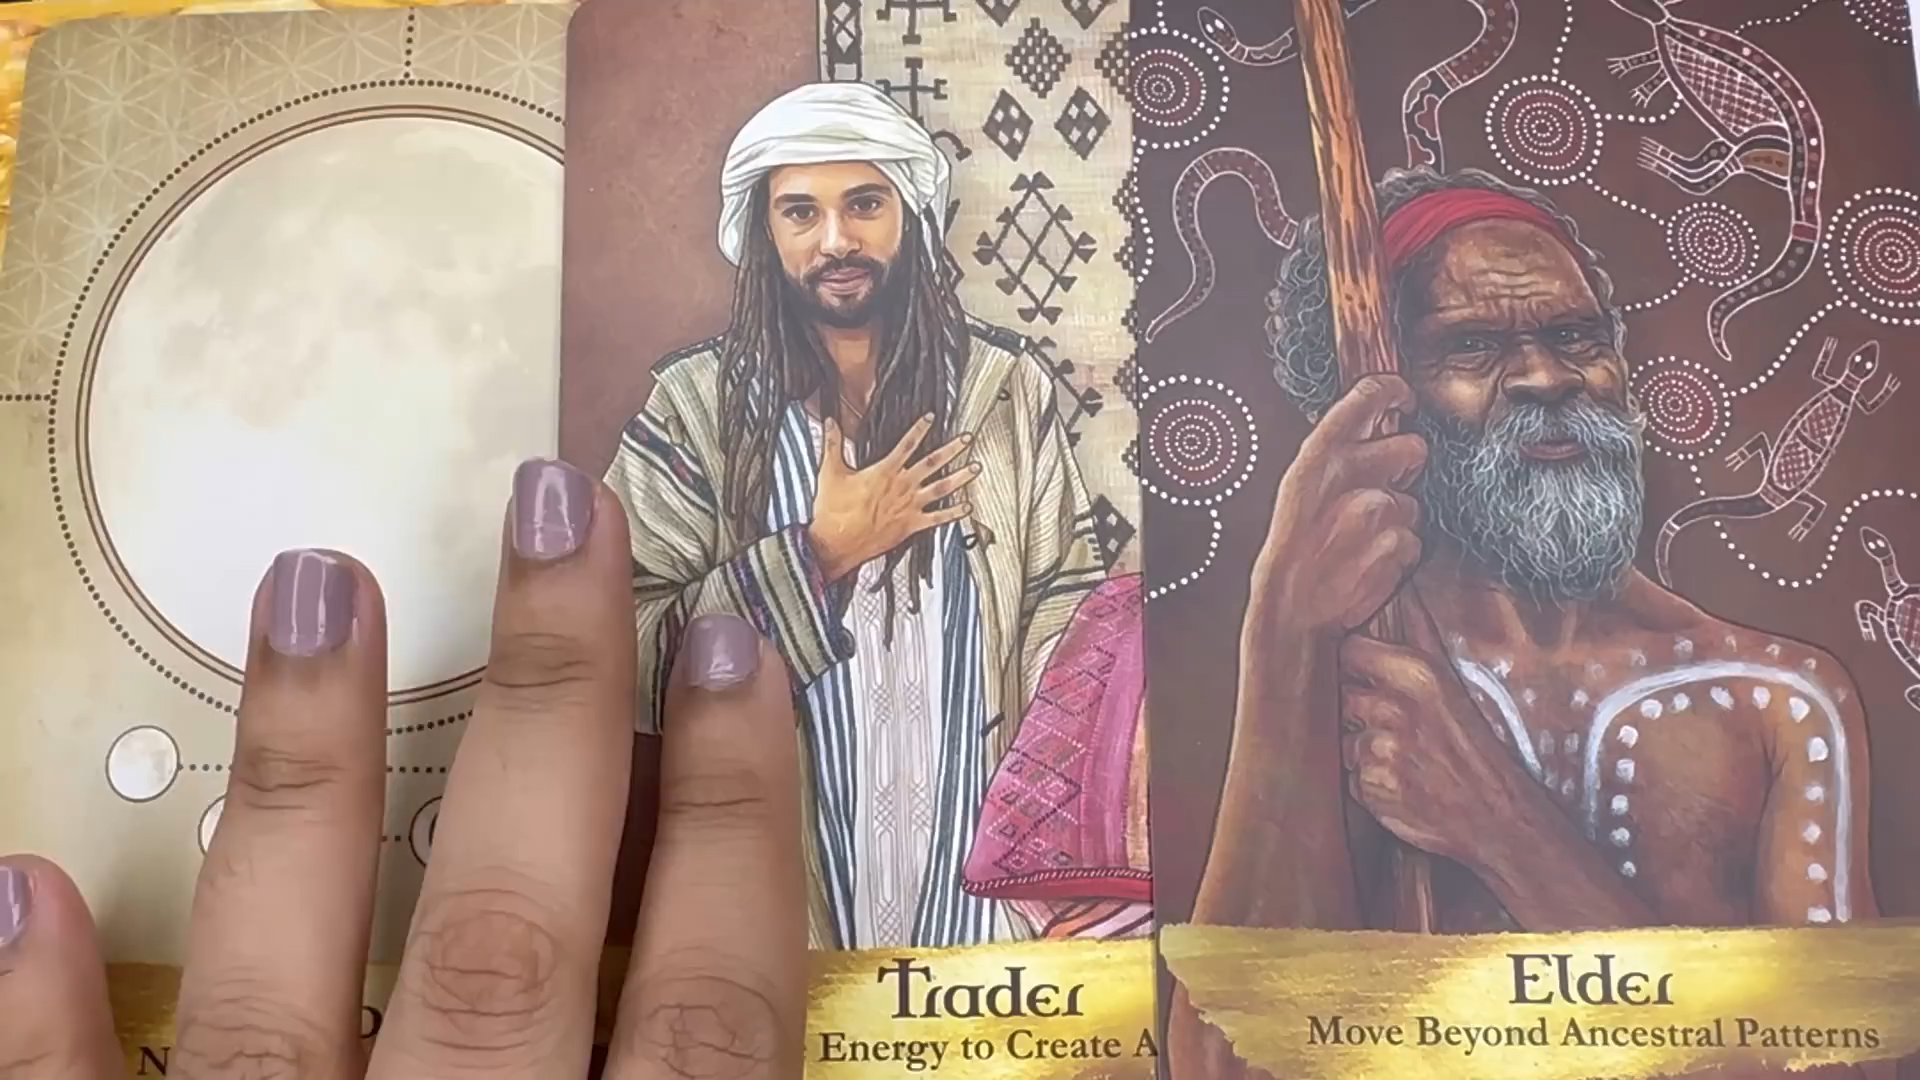 Trader
Energy to Create
Elder
Move Beyond Ancestral Patterns